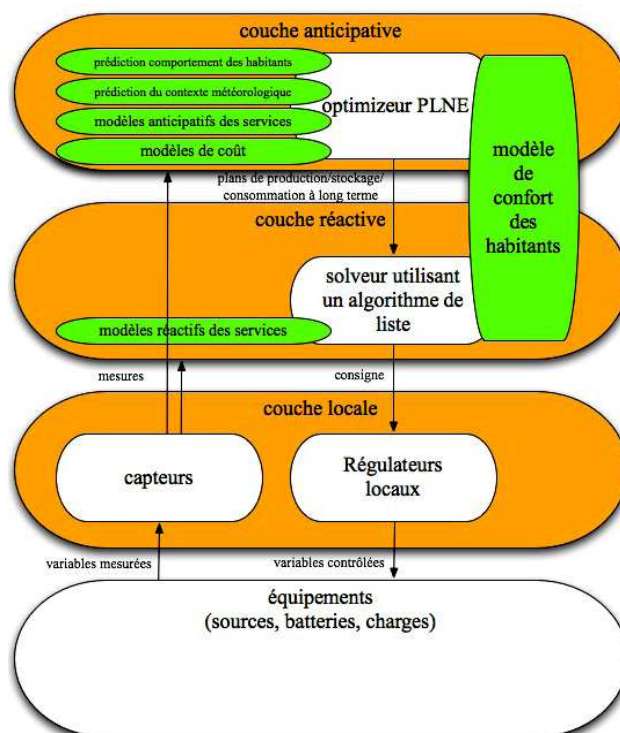 couche anticipative
prédiction comportement des habitants
prédiction du contexte météorologique
modèles anticipatifs des services
modèles de coût
optimizeur PLNE
modèle
de
confort
des
habitants
plans de production/stockage/
consommation à long terme
couche réactive
solveur utilisant
un algorithme de
liste
modèles réactifs des services
mesures
consigne
couche locale
capteurs
Régulateurs
locaux
variables mesurées
variables contrôlées
équipements
(sources, batteries, charges)